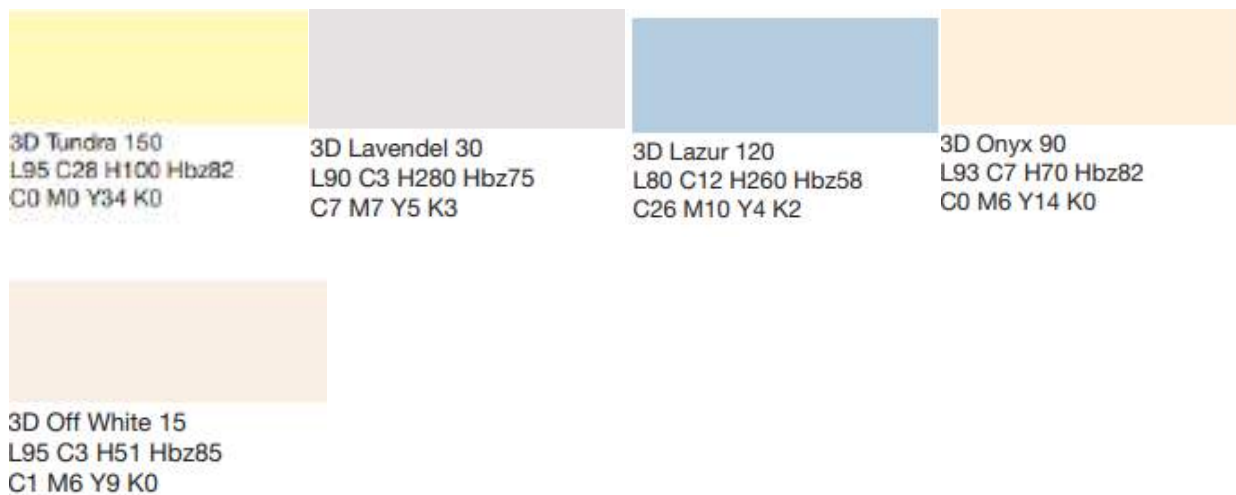 3D Tundra 150
L95 C28 H100 Hbz82
C0 M0 Y34 K0
3D Lavendel 30
L90 C3 H280 Hbz75
C7 M7 Y5 K3
3D Lazur 120
L80 C12 H260 Hbz58
C26 M10 Y4 K2
3D Onyx 90
L93 C7 H70 Hbz82
C0 M6 Y14 K0
3D Off White 15
L95 C3 H51 Hbz85
C1 M6 Y9 K0